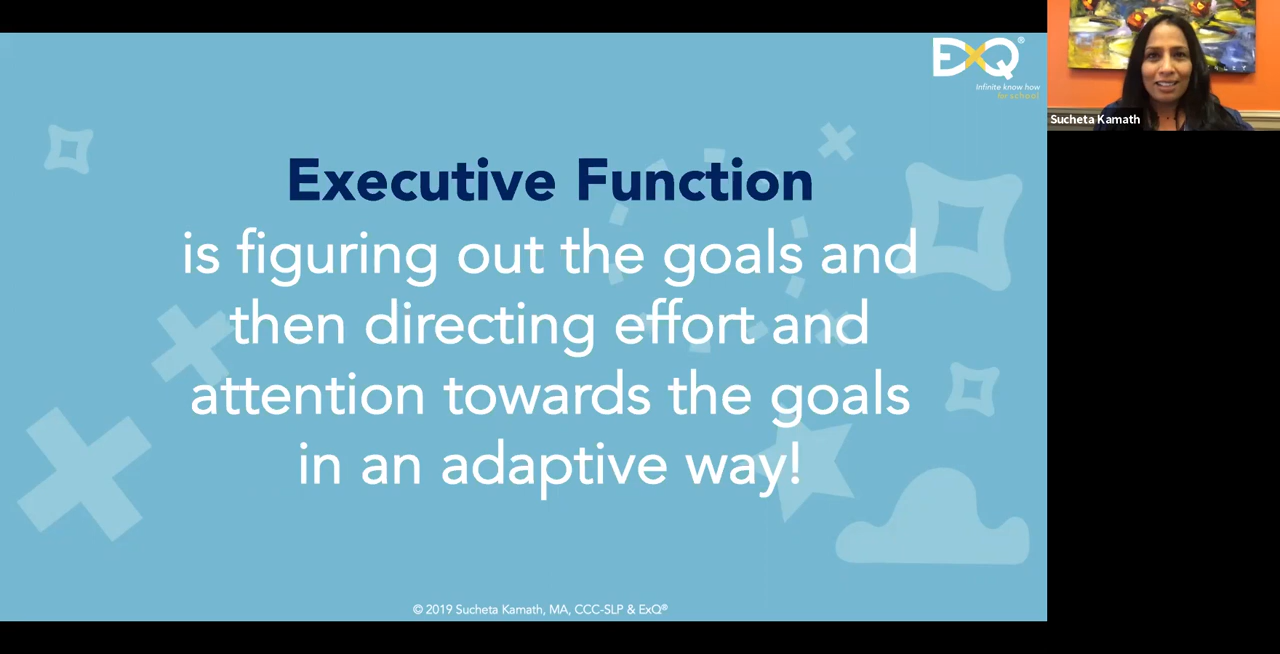 ExQ®
Infinite know how
for school
Sucheta Kamath
Executive Function
is figuring out the goals and
then directing effort and
attention towards the goals
in an adaptive way!
© 2019 Sucheta Kamath, MA, CCC-SLP & ExQ®